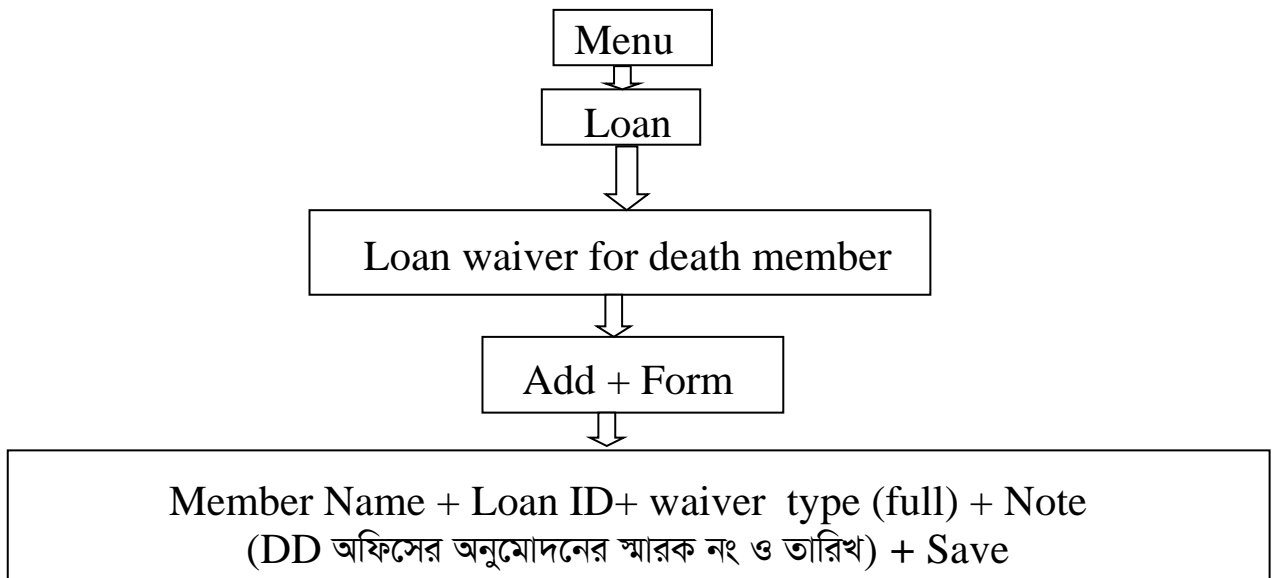 Menu
Loan
Loan waiver for death member
Add + Form
Member Name + Loan ID+ waiver type (full) + Note
(DD অফিসের অনুমোদনের স্মারক নং ও তারিখ) + Save